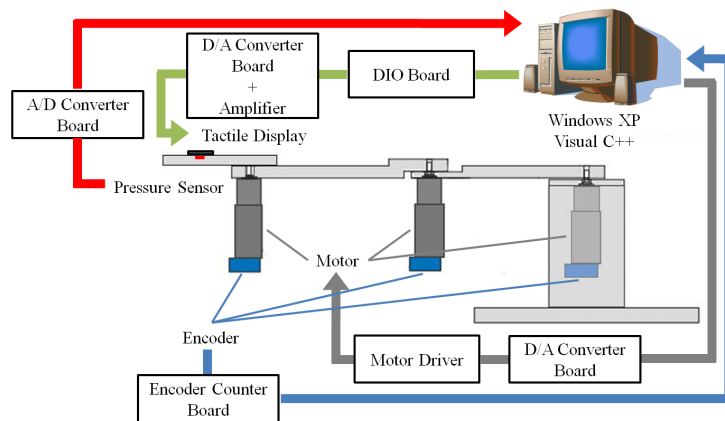 D/A Converter
Board
+
Amplifier
DIO Board
A/D Converter
Board
Windows XP
Visual C++
Tactile Display
Pressure Sensor
Motor
Encoder
Motor Driver
D/A Converter
Board
Encoder Counter
Board